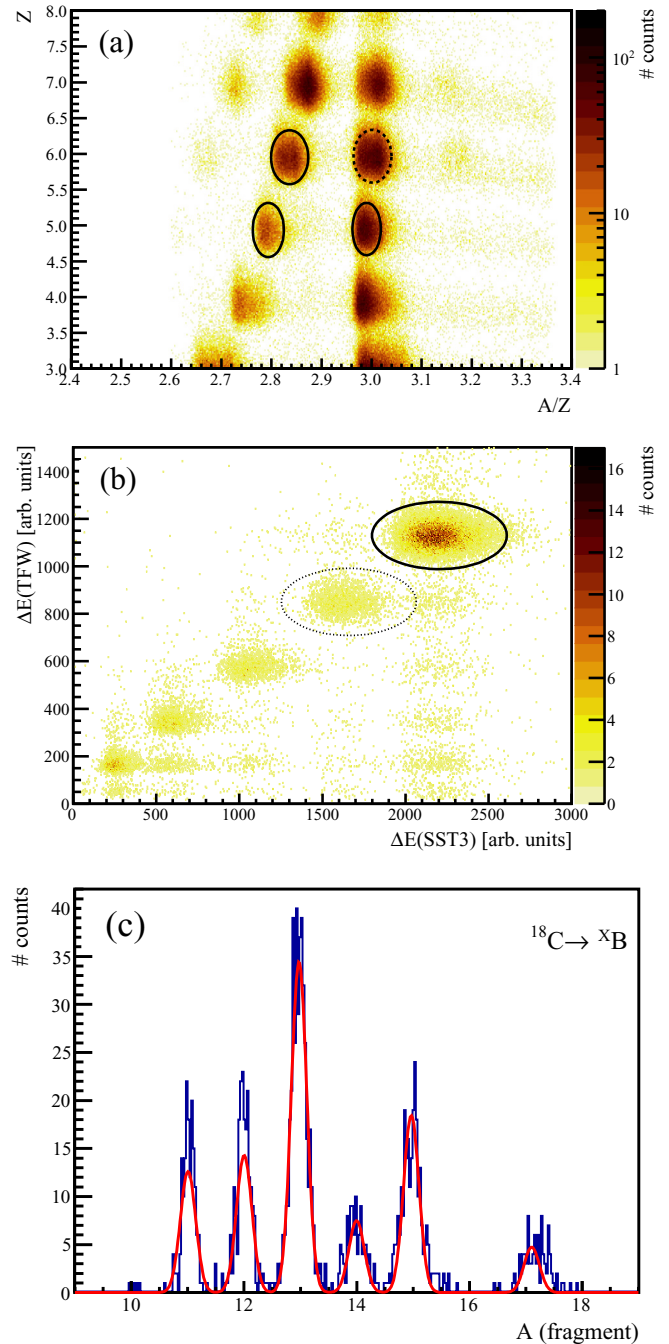 Z
8.0
7.5
7.0
6.5
6.0
5.5
5.0
4.5
4.0
3.5
3.0
(a)
2.4 2.5 2.6 2.7 2.8 2.9 3.0 3.1 3.2 3.3 3.4
A/Z
# counts
10²
10
1
ΔE(TFW) [arb. units]
1400
1200
1000
800
600
400
200
0
(b)
0 500 1000 1500 2000 2500 3000
ΔE(SST3) [arb. units]
# counts
16
14
12
10
8
6
4
2
0
# counts
40
35
30
25
20
15
10
5
0
(c)
¹⁸C→ ˣB
10 12 14 16 18
A (fragment)